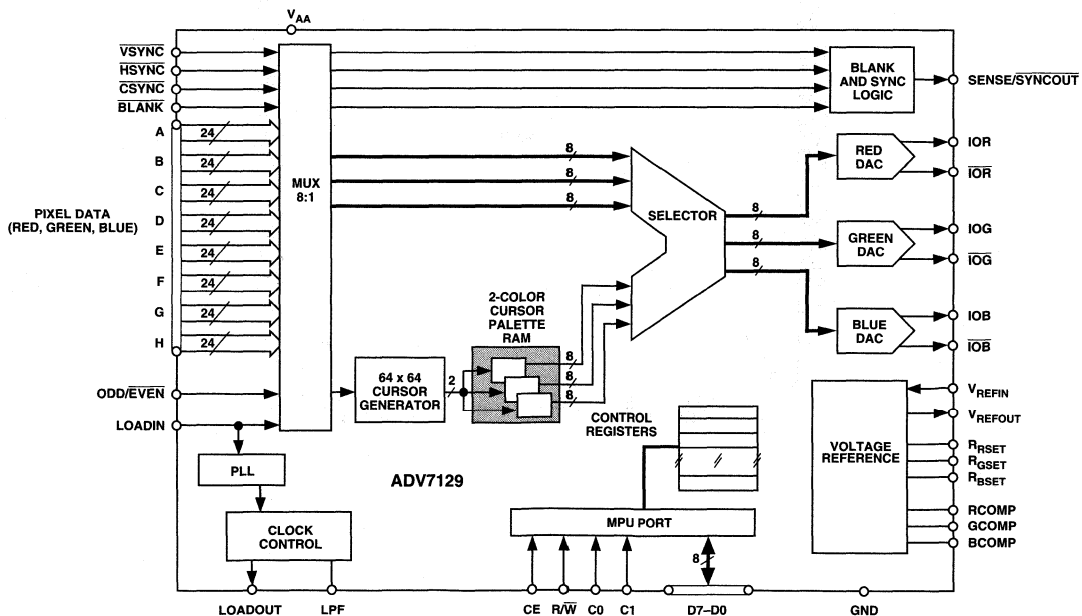 VAA
VSYNC
HSYNC
CSYNC
BLANK
A
24
B
24
C
24
D
24
E
24
F
24
G
24
H
24
PIXEL DATA
(RED, GREEN, BLUE)
ODD/EVEN
LOADIN
MUX
8:1
BLANK
AND SYNC
LOGIC
SENSE/SYNCOUT
8
8
8
SELECTOR
8
8
8
RED
DAC
IOR
IOR
GREEN
DAC
IOG
IOG
BLUE
DAC
IOB
IOB
2-COLOR
CURSOR
PALETTE
RAM
64 x 64
CURSOR
GENERATOR
2
8
8
8
CONTROL
REGISTERS
VOLTAGE
REFERENCE
VREFIN
VREFOUT
RRSET
RGSET
RBSET
RCOMP
GCOMP
BCOMP
PLL
ADV7129
CLOCK
CONTROL
MPU PORT
8
LOADOUT
LPF
CE
R/W
C0
C1
D7–D0
GND